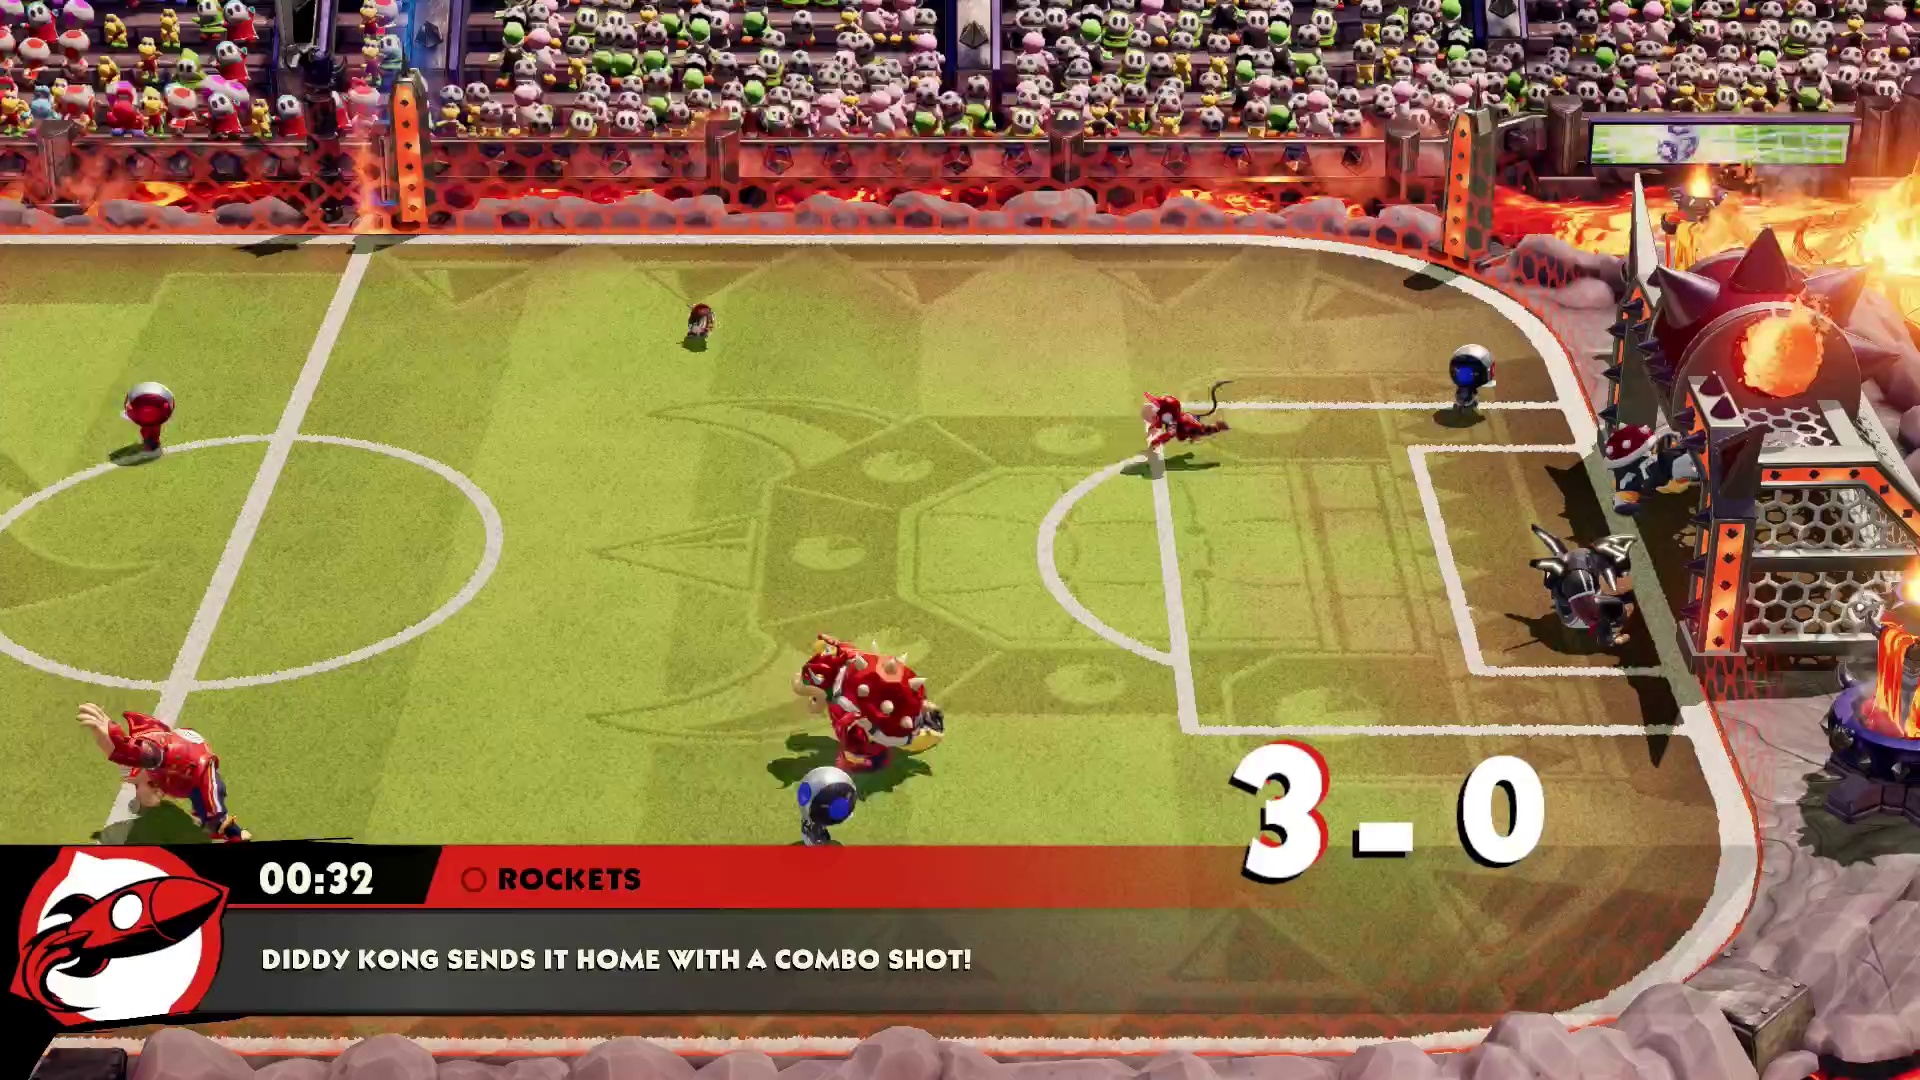 3 - 0
00:32 ROCKETS
DIDDY KONG SENDS IT HOME WITH A COMBO SHOT!